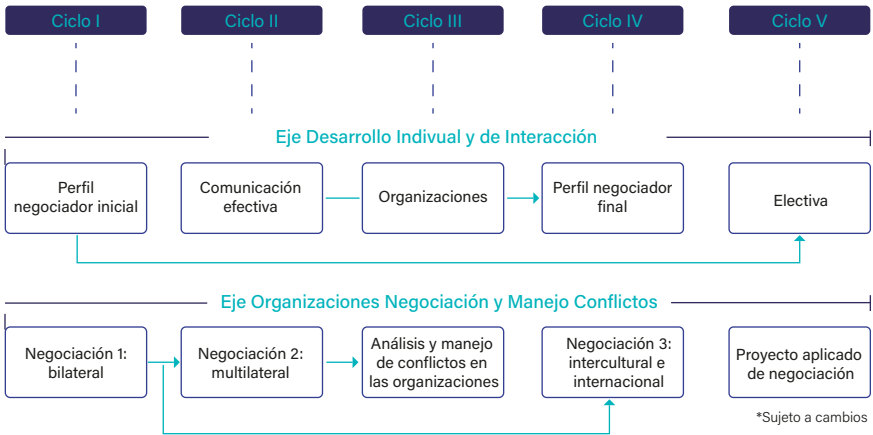 Ciclo I
Ciclo II
Ciclo III
Ciclo IV
Ciclo V
Eje Desarrollo Indivual y de Interacción
Perfil
negociador inicial
Comunicación
efectiva
Organizaciones
Perfil negociador
final
Electiva
Eje Organizaciones Negociación y Manejo Conflictos
Negociación 1:
bilateral
Negociación 2:
multilateral
Análisis y manejo
de conflictos en
las organizaciones
Negociación 3:
intercultural e
internacional
Proyecto aplicado
de negociación
*Sujeto a cambios